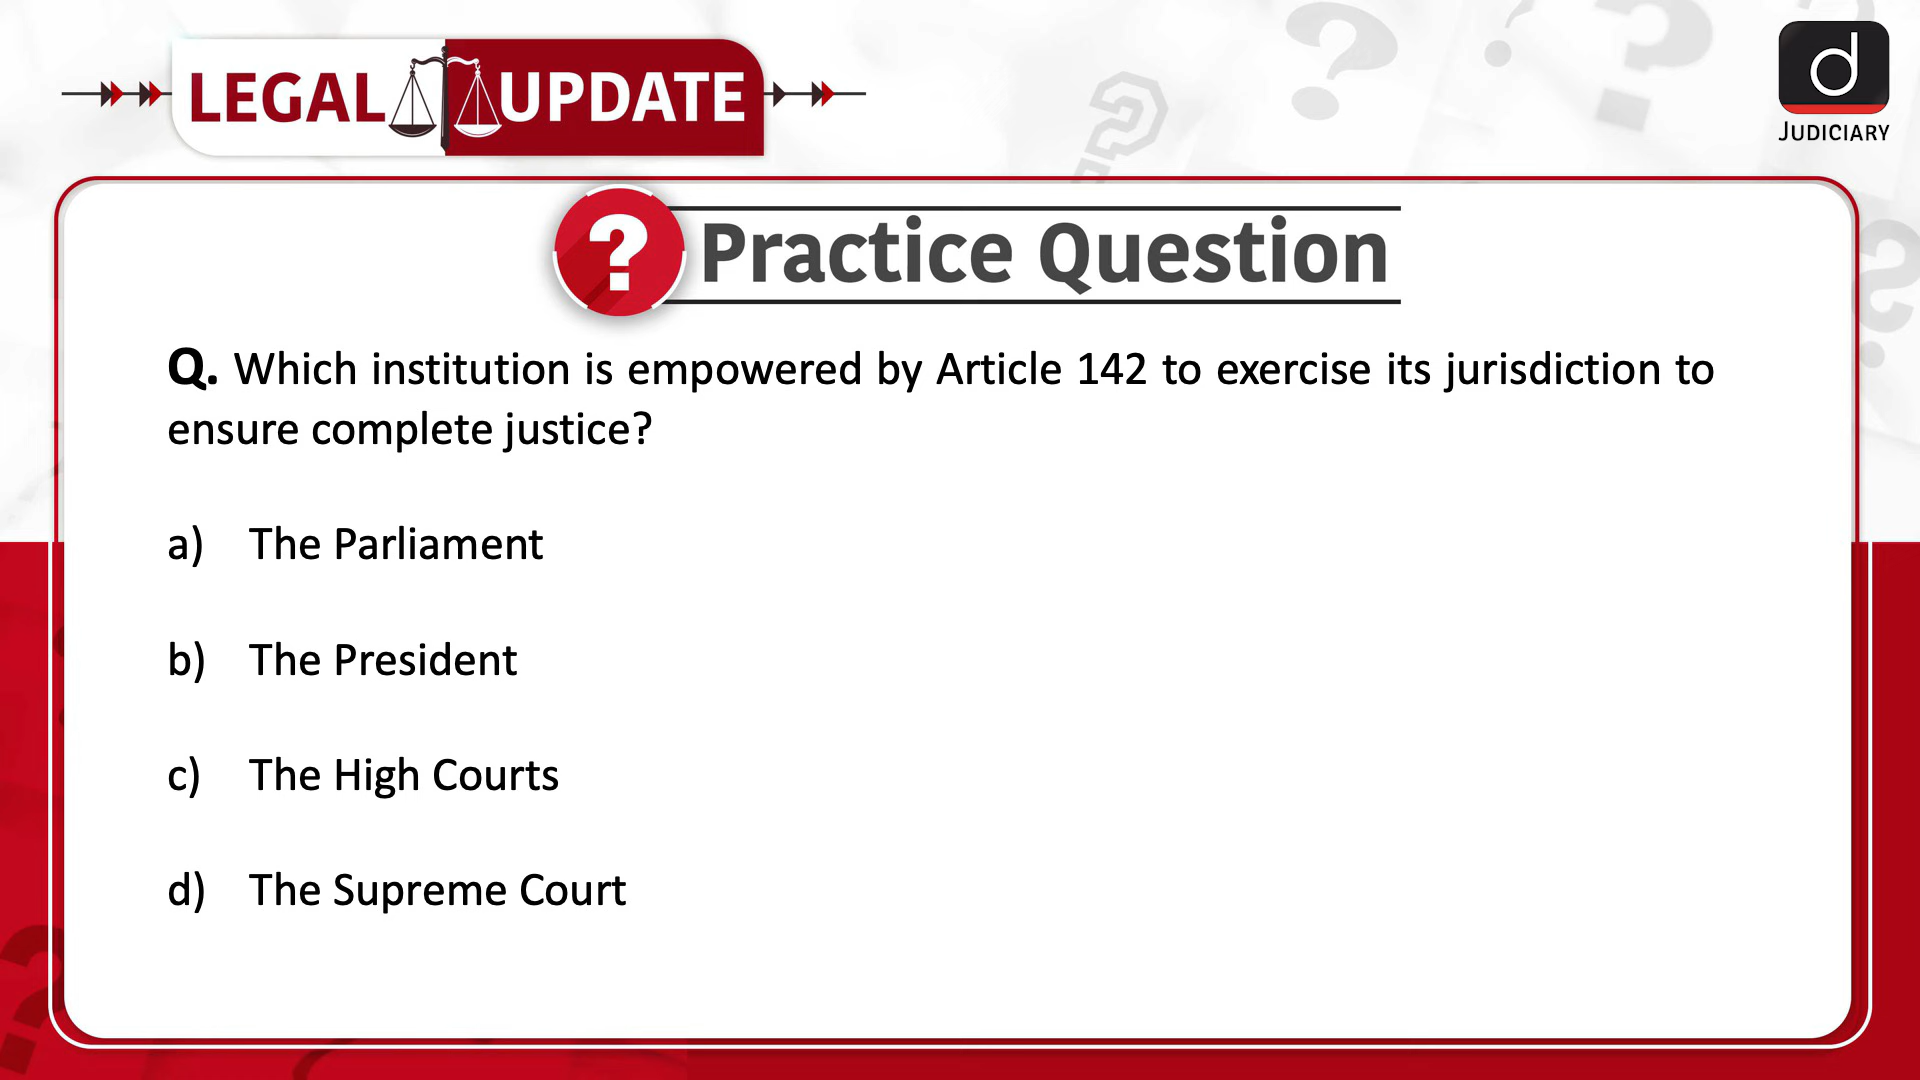 LEGAL UPDATE
d
JUDICIARY
? Practice Question
Q. Which institution is empowered by Article 142 to exercise its jurisdiction to
ensure complete justice?
a) The Parliament
b) The President
c) The High Courts
d) The Supreme Court